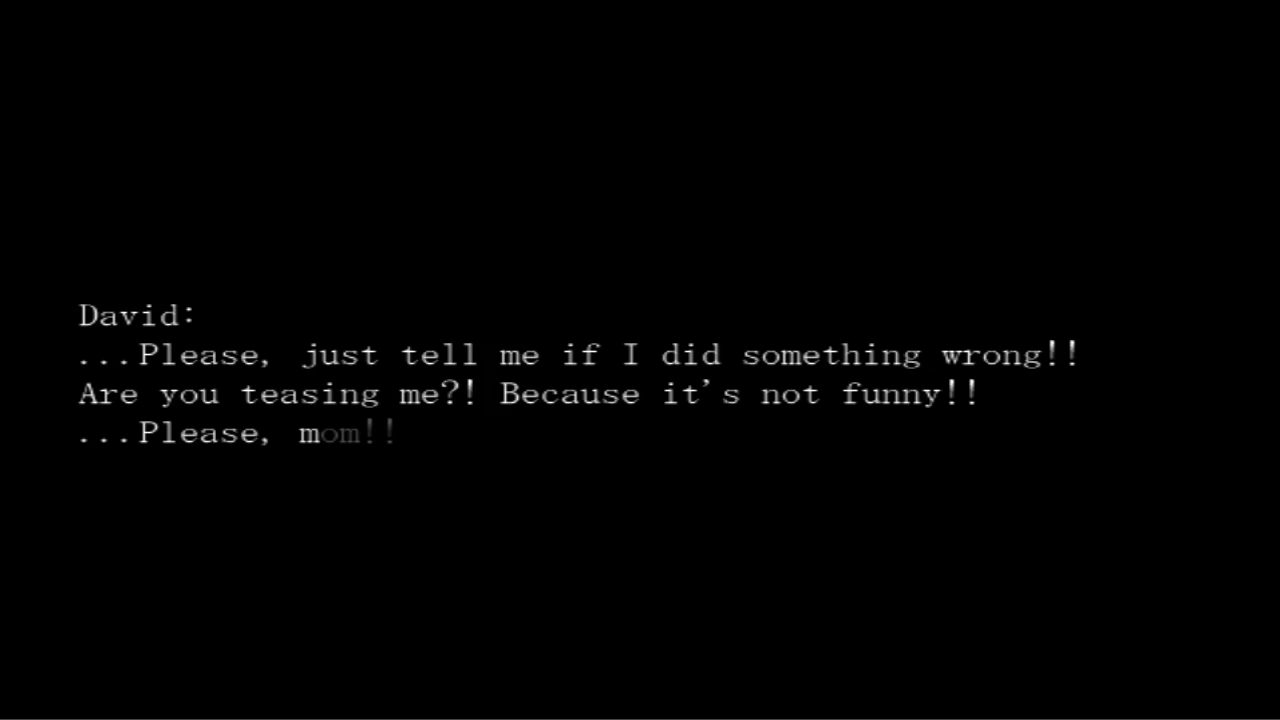 David:
...Please, just tell me if I did something wrong!!
Are you teasing me?! Because it's not funny!!
...Please, mom!!